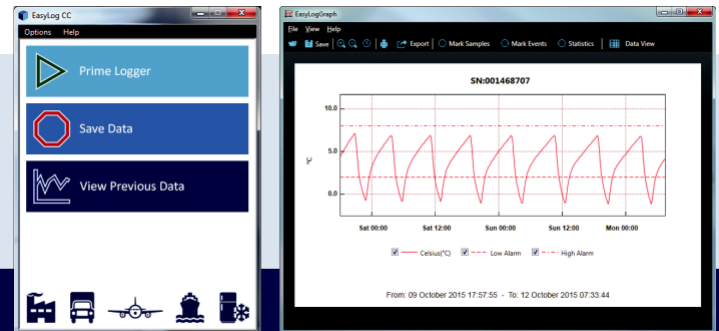 EasyLog CC
Options Help
Prime Logger
Save Data
View Previous Data
EasyLogGraph
File View Help
Save Export Mark Samples Mark Events Statistics Data View
SN:001468707
10.0
5.0
0.0
°C
Sat 00:00 Sat 12:00 Sun 00:00 Sun 12:00 Mon 00:00
Celsius(°C) Low Alarm High Alarm
From: 09 October 2015 17:57:55 - To: 12 October 2015 07:33:44